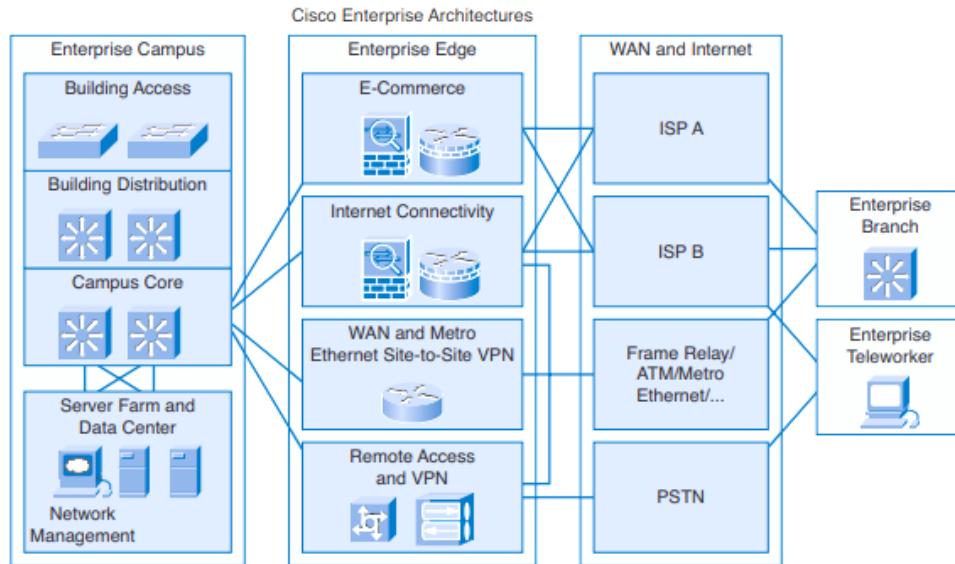 Cisco Enterprise Architectures
Enterprise Campus
Building Access
Building Distribution
Campus Core
Server Farm and
Data Center
Network
Management
Enterprise Edge
E-Commerce
Internet Connectivity
WAN and Metro
Ethernet Site-to-Site VPN
Remote Access
and VPN
WAN and Internet
ISP A
ISP B
Frame Relay/
ATM/Metro
Ethernet/...
PSTN
Enterprise
Branch
Enterprise
Teleworker